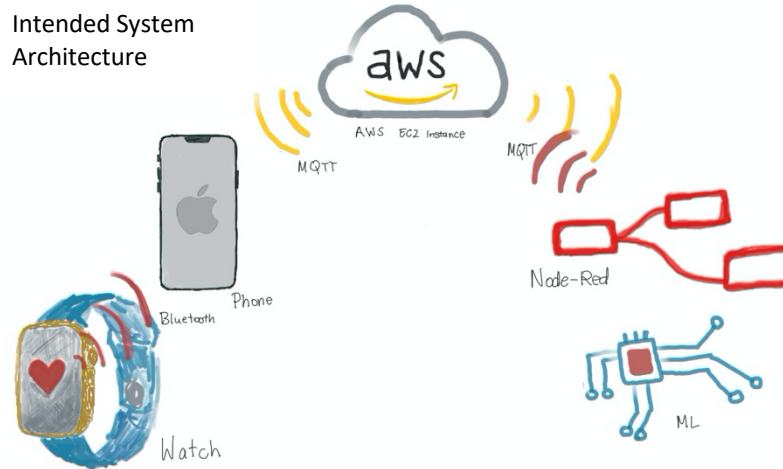 Intended System
Architecture
aws
AWS EC2 Instance
MQTT
MQTT
Node-Red
Phone
Bluetooth
Watch
ML